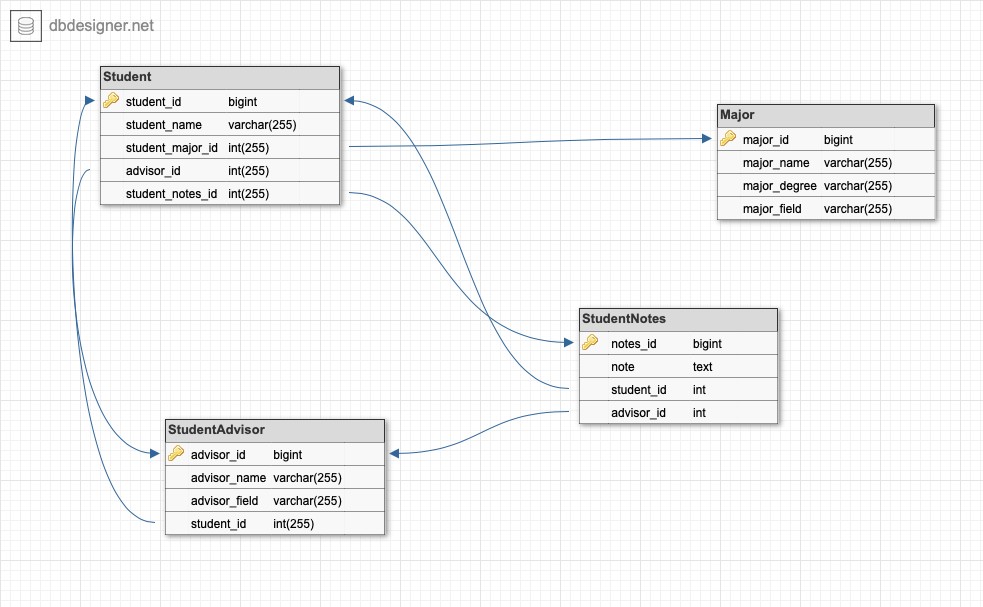 dbdesigner.net
Student
student_id bigint
student_name varchar(255)
student_major_id int(255)
advisor_id int(255)
student_notes_id int(255)
Major
major_id bigint
major_name varchar(255)
major_degree varchar(255)
major_field varchar(255)
StudentNotes
notes_id bigint
note text
student_id int
advisor_id int
StudentAdvisor
advisor_id bigint
advisor_name varchar(255)
advisor_field varchar(255)
student_id int(255)